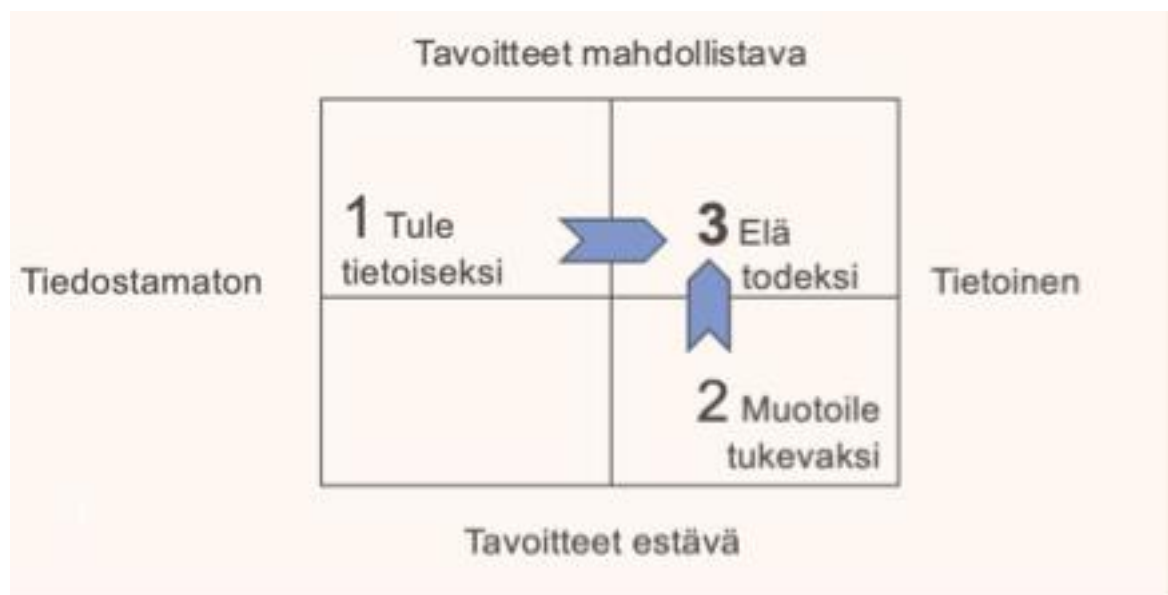 Tavoitteet mahdollistava
1 Tule
tietoiseksi
3 Elä
todeksi
Tiedostamaton
Tietoinen
2 Muotoile
tukevaksi
Tavoitteet estävä